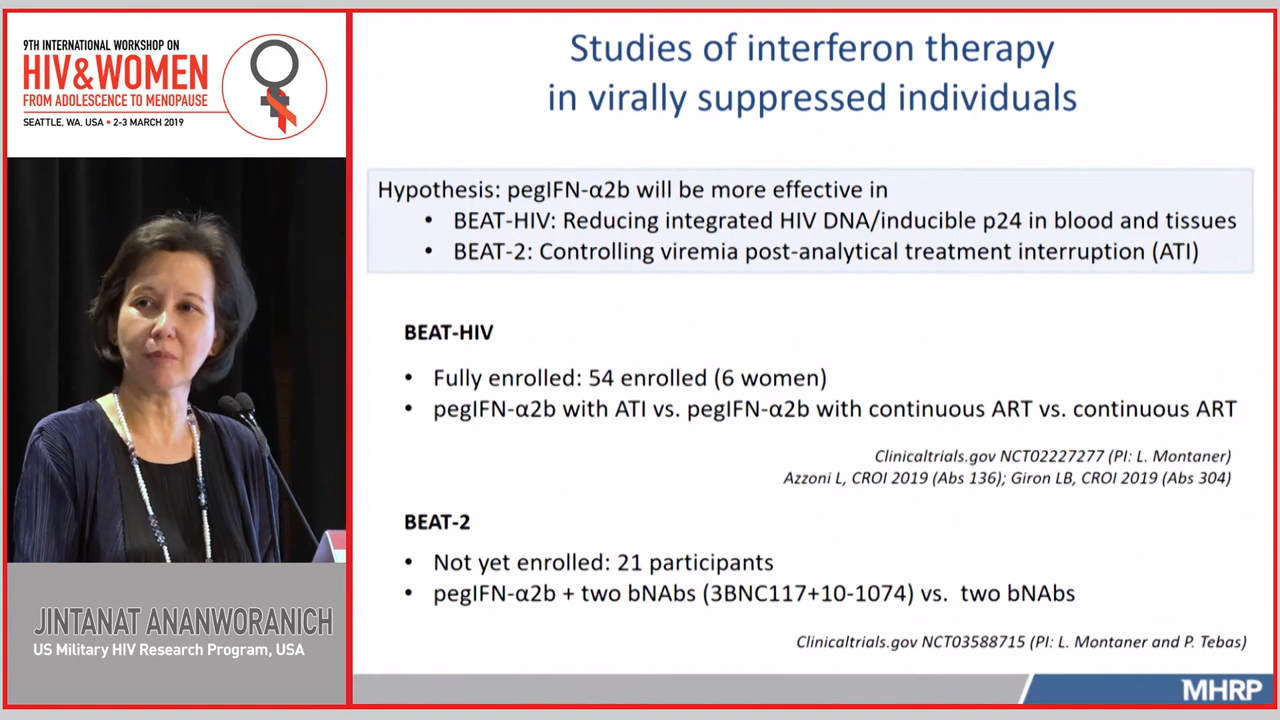 9TH INTERNATIONAL WORKSHOP ON
HIV&WOMEN
FROM ADOLESCENCE TO MENOPAUSE
SEATTLE, WA, USA • 2-3 MARCH 2019
JINTANAT ANANWORANICH
US Military HIV Research Program, USA
Studies of interferon therapy
in virally suppressed individuals
Hypothesis: pegIFN-α2b will be more effective in
• BEAT-HIV: Reducing integrated HIV DNA/inducible p24 in blood and tissues
• BEAT-2: Controlling viremia post-analytical treatment interruption (ATI)
BEAT-HIV
• Fully enrolled: 54 enrolled (6 women)
• pegIFN-α2b with ATI vs. pegIFN-α2b with continuous ART vs. continuous ART
Clinicaltrials.gov NCT02227277 (PI: L. Montaner)
Azzoni L, CROI 2019 (Abs 136); Giron LB, CROI 2019 (Abs 304)
BEAT-2
• Not yet enrolled: 21 participants
• pegIFN-α2b + two bNAbs (3BNC117+10-1074) vs. two bNAbs
Clinicaltrials.gov NCT03588715 (PI: L. Montaner and P. Tebas)
MHRP